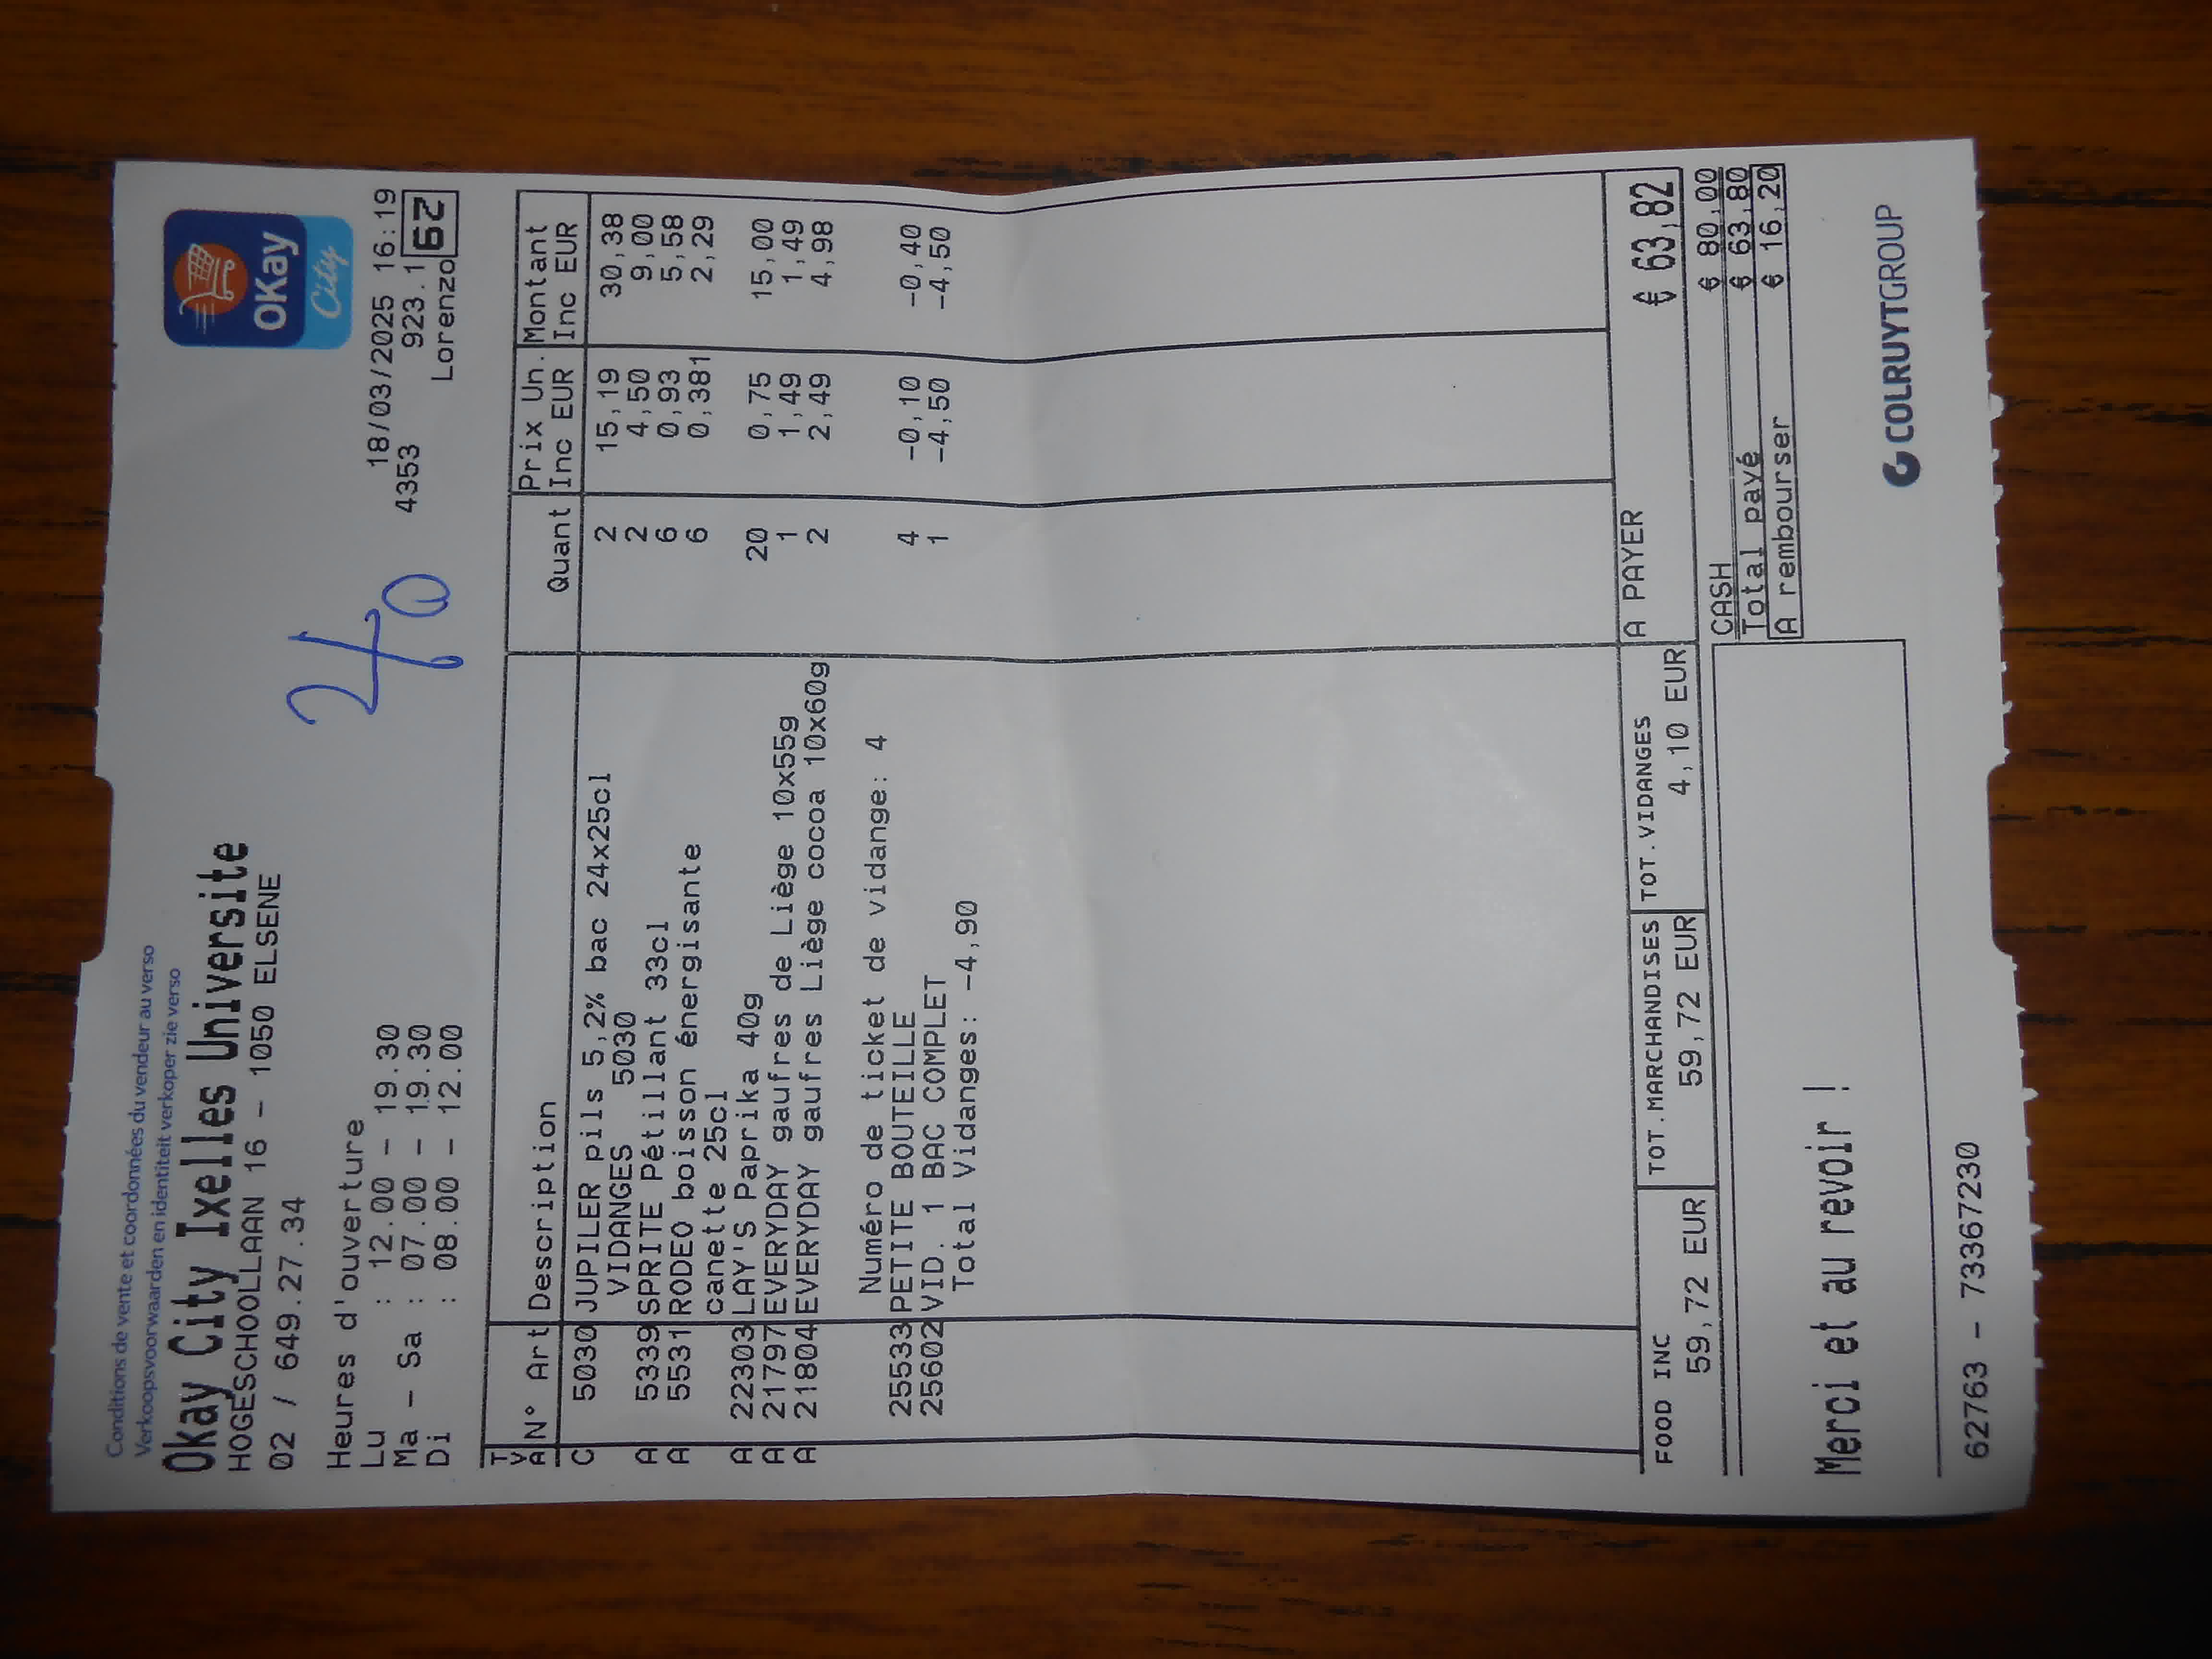 Conditions de vente et coordonnées du vendeur au verso
Verkoopsvoorwaarden en identiteit verkoper zie verso
Okay City Ixelles Universite
HOGESCHOOLLAAN 16 - 1050 ELSENE
02 / 649.27.34
OKay
City
Heures d'ouverture
Lu : 12.00 - 19.30
Ma - Sa : 07.00 - 19.30
Di : 08.00 - 12.00
18/03/2025 16:19
4353 923.1
Lorenzo 67
TVA N° Art Description Quant Prix Un. Inc EUR Montant Inc EUR
C 5030 JUPILER pils 5,2% bac 24x25cl 2 15,19 30,38
VIDANGES 5030 2 4,50 9,00
A 5339 SPRITE Pétillant 33cl 6 0,93 5,58
A 5531 RODEO boisson énergisante 6 0,381 2,29
canette 25cl
A 22303 LAY'S Paprika 40g 20 0,75 15,00
A 21797 EVERYDAY gaufres de Liège 10x55g 1 1,49 1,49
A 21804 EVERYDAY gaufres Liège cocoa 10x60g 2 2,49 4,98
Numéro de ticket de vidange: 4
25533 PETITE BOUTEILLE 4 -0,10 -0,40
25602 VID. 1 BAC COMPLET 1 -4,50 -4,50
Total Vidanges: -4,90
FOOD INC TOT.MARCHANDISES TOT.VIDANGES A PAYER € 63,82
59,72 EUR 59,72 EUR 4,10 EUR
CASH € 80,00
Total payé € 63,80
A rembourser € 16,20
Merci et au revoir !
COLRUYTGROUP
62763 - 733667230